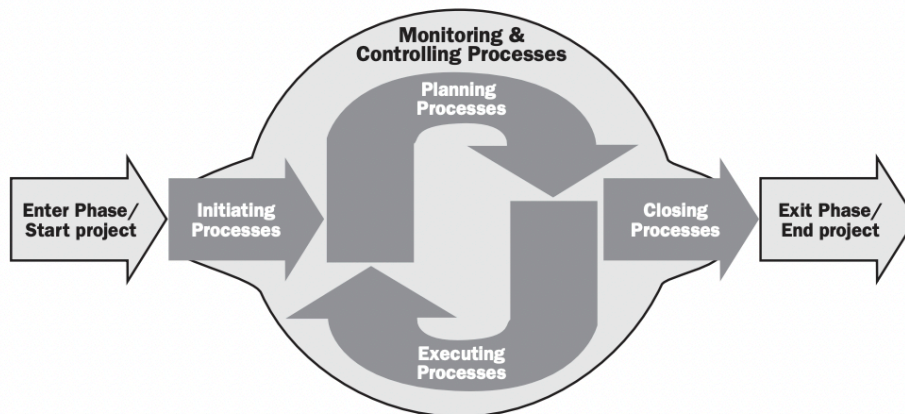 Monitoring &
Controlling Processes
Planning
Processes
Enter Phase/
Start project
Initiating
Processes
Closing
Processes
Exit Phase/
End project
Executing
Processes